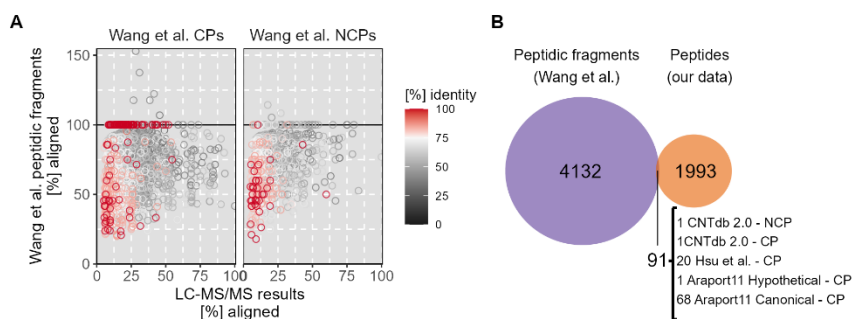 A
Wang et al. CPs
Wang et al. NCPs
Wang et al. peptidic fragments
[%] aligned
150
100
50
0
0 25 50 75 100
0 25 50 75 100
LC-MS/MS results
[%] aligned
[%] identity
100
75
50
25
0
B
Peptidic fragments
(Wang et al.)
Peptides
(our data)
4132
1993
91
1 CNTdb 2.0 - NCP
1CNTdb 2.0 - CP
20 Hsu et al. - CP
1 Araport11 Hypothetical - CP
68 Araport11 Canonical - CP